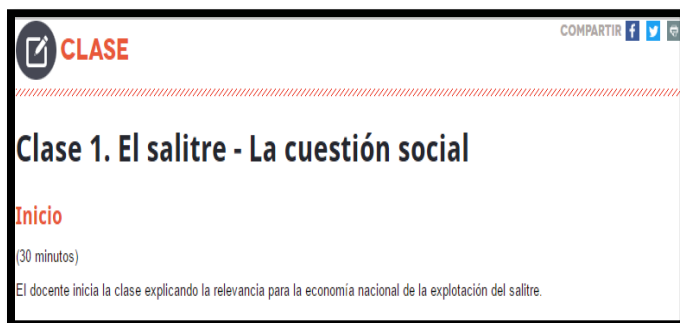 COMPARTIR
CLASE
Clase 1. El salitre - La cuestión social
Inicio
(30 minutos)
El docente inicia la clase explicando la relevancia para la economía nacional de la explotación del salitre.